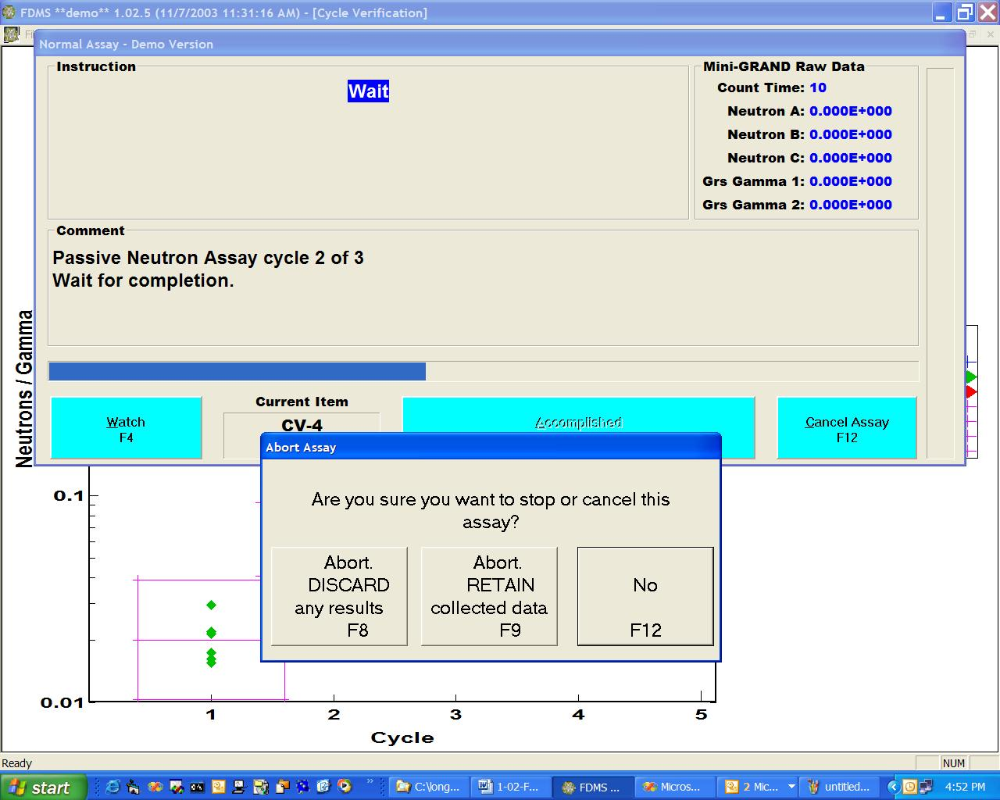 FDMS **demo** 1.02.5 (11/7/2003 11:31:16 AM) - [Cycle Verification]
Normal Assay - Demo Version
Instruction
Wait
Mini-GRAND Raw Data
Count Time: 10
Neutron A: 0.000E+000
Neutron B: 0.000E+000
Neutron C: 0.000E+000
Grs Gamma 1: 0.000E+000
Grs Gamma 2: 0.000E+000
Comment
Passive Neutron Assay cycle 2 of 3
Wait for completion.
Neutrons / Gamma
Watch
F4
Current Item
CV-4
Accomplished
Cancel Assay
F12
Abort Assay
Are you sure you want to stop or cancel this
assay?
Abort.
DISCARD
any results
F8
Abort.
RETAIN
collected data
F9
No
F12
0.1
0.01
1 2 3 4 5
Cycle
Ready
NUM
start
C:\long...
1-02-F...
FDMS ...
Micros...
2 Mic...
untitled...
4:52 PM